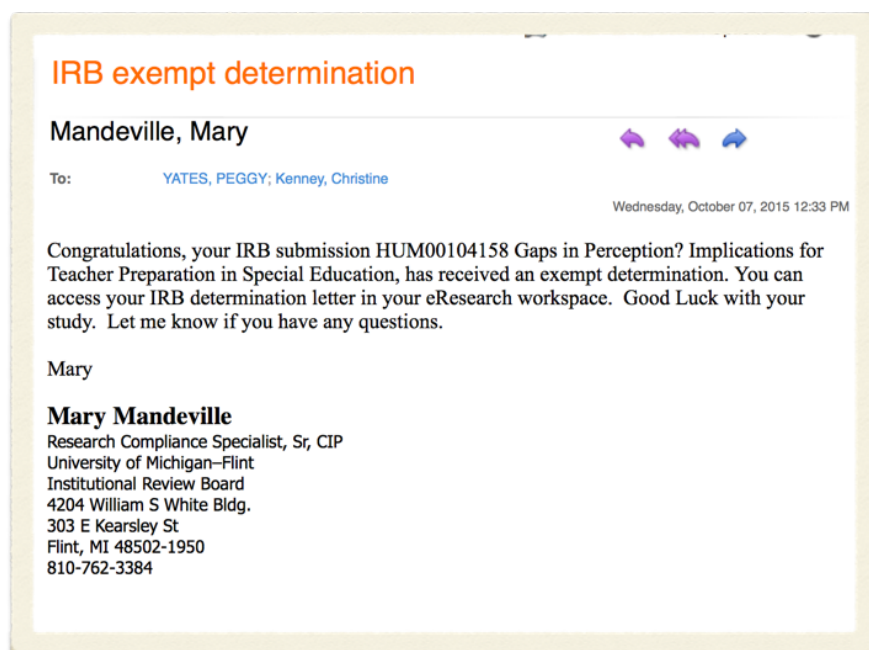 IRB exempt determination
Mandeville, Mary
To: YATES, PEGGY; Kenney, Christine
Wednesday, October 07, 2015 12:33 PM
Congratulations, your IRB submission HUM00104158 Gaps in Perception? Implications for
Teacher Preparation in Special Education, has received an exempt determination. You can
access your IRB determination letter in your eResearch workspace.  Good Luck with your
study.  Let me know if you have any questions.
Mary
Mary Mandeville
Research Compliance Specialist, Sr, CIP
University of Michigan–Flint
Institutional Review Board
4204 William S White Bldg.
303 E Kearsley St
Flint, MI 48502-1950
810-762-3384